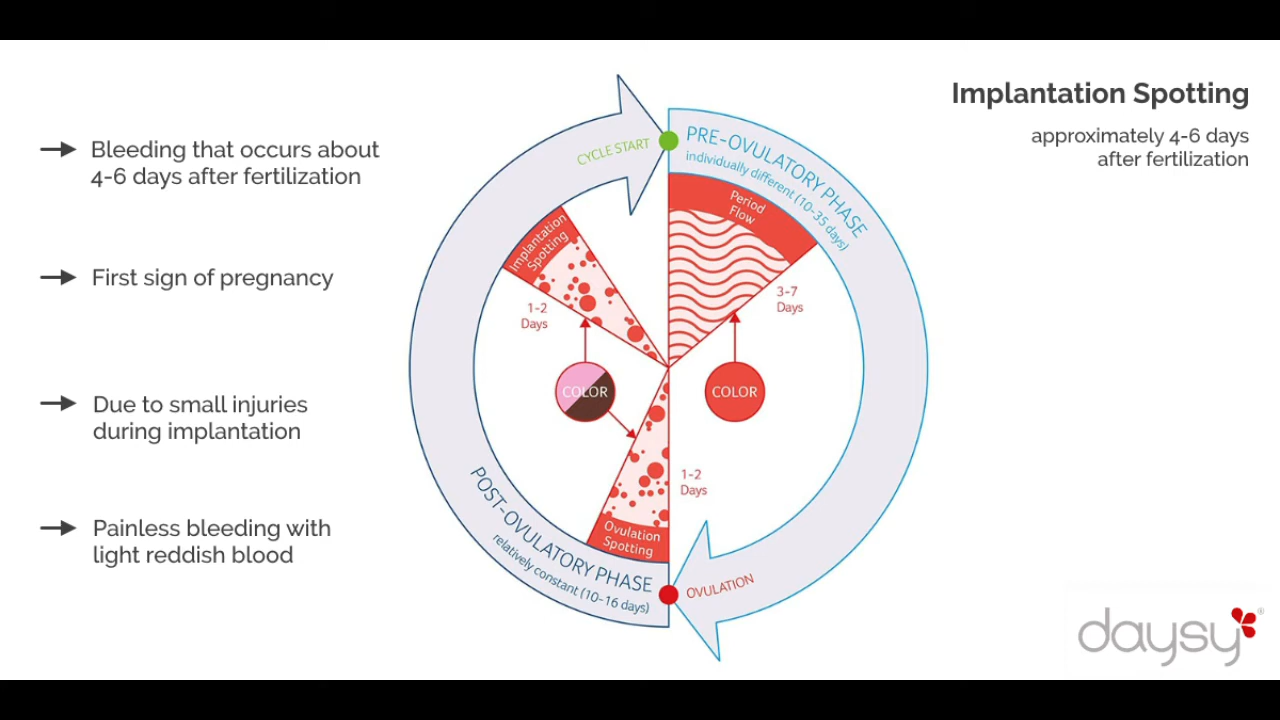 Implantation Spotting
approximately 4-6 days
after fertilization
Bleeding that occurs about
4-6 days after fertilization
First sign of pregnancy
Due to small injuries
during implantation
Painless bleeding with
light reddish blood
CYCLE START
PRE-OVULATORY PHASE
individually different (10-35 days)
Period
Flow
3-7
Days
COLOR
Implantation
Spotting
1-2
Days
COLOR
1-2
Days
Ovulation
Spotting
POST-OVULATORY PHASE
relatively constant (10-16 days)
OVULATION
daysy®